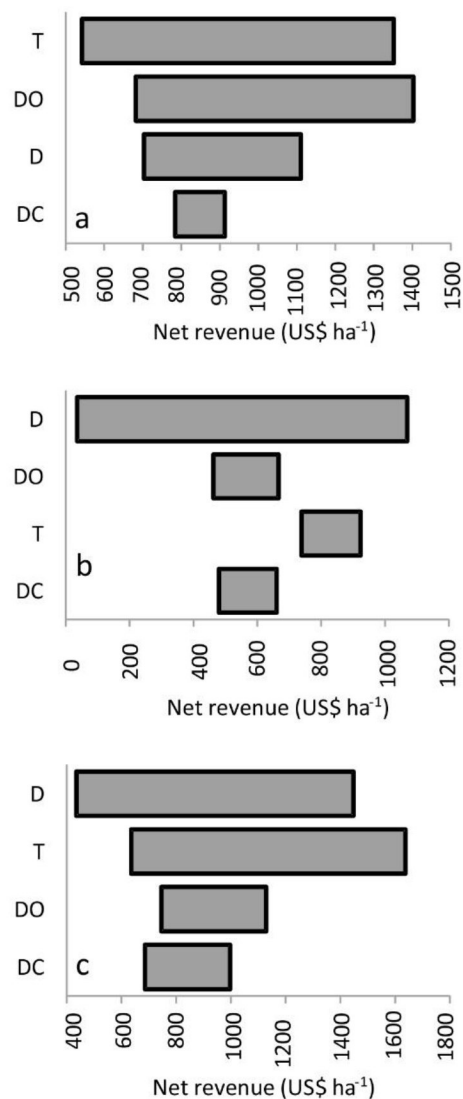 T
DO
D
DC
a
500 600 700 800 900 1000 1100 1200 1300 1400 1500
Net revenue (US$ ha⁻¹)
D
DO
T
DC
b
0 200 400 600 800 1000 1200
Net revenue (US$ ha⁻¹)
D
T
DO
DC
c
400 600 800 1000 1200 1400 1600 1800
Net revenue (US$ ha⁻¹)